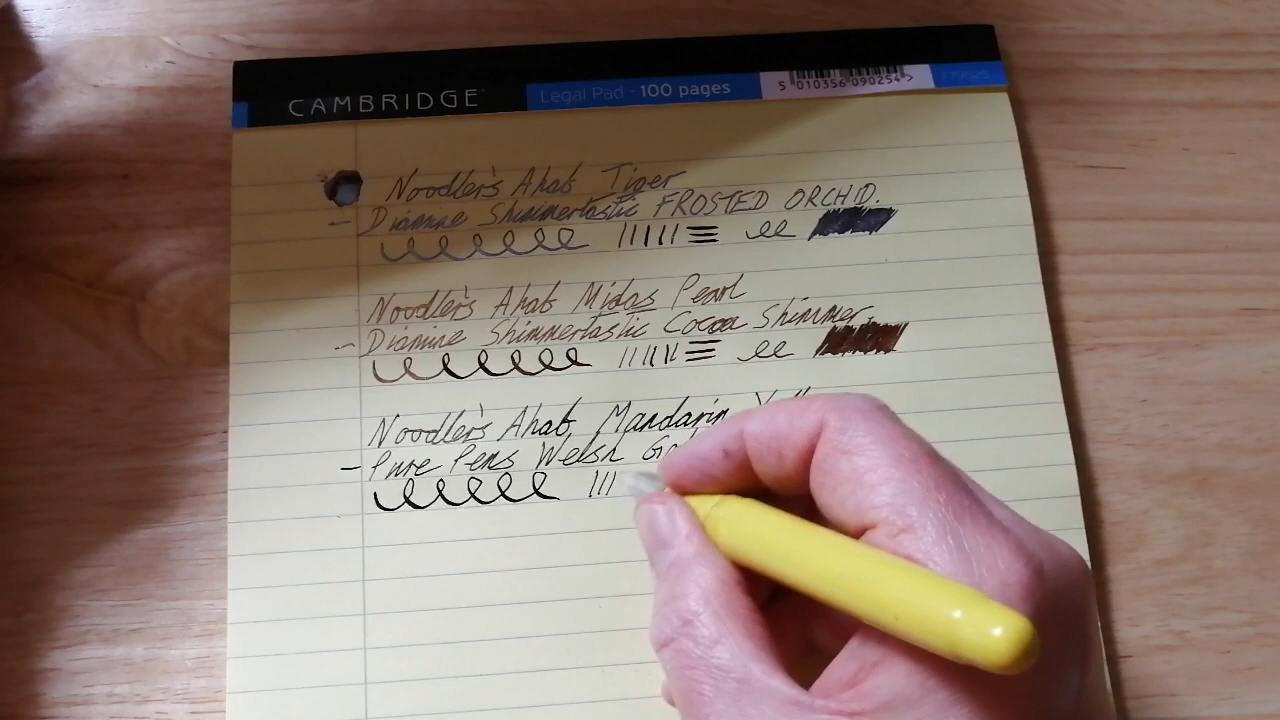 CAMBRIDGE Legal Pad - 100 pages
5 010356 090254 >
Noodler's Ahab Tiger
- Diamine Shimmertastic FROSTED ORCHID.
Noodler's Ahab Midas Pearl
- Diamine Shimmertastic Cocoa Shimmer.
Noodler's Ahab Mandarin
- Pure Pens Welsh